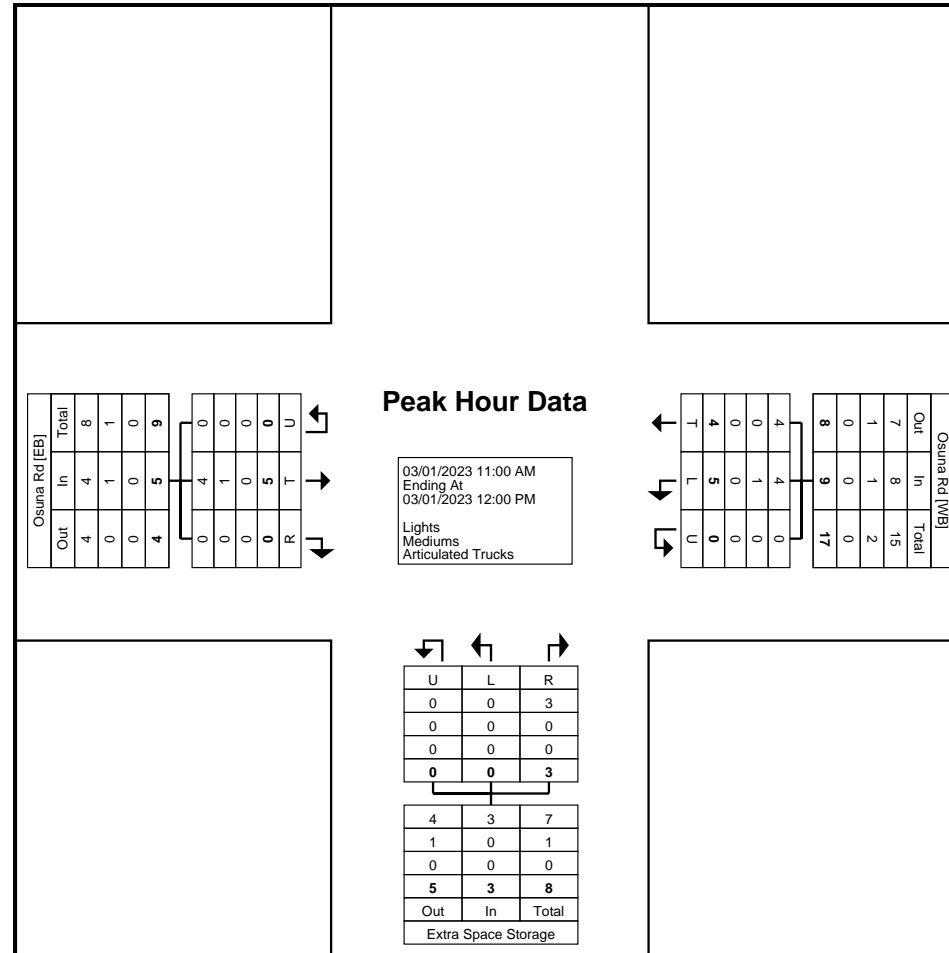 Peak Hour Data
Osuna Rd [EB]
Out In Total
4 4 8
0 1 1
0 0 0
4 5 9
0 4 0
0 1 0
0 0 0
0 5 0
R T U
03/01/2023 11:00 AM
Ending At
03/01/2023 12:00 PM
Lights
Mediums
Articulated Trucks
Osuna Rd [WB]
Out In Total
7 8 15
1 1 2
0 0 0
8 9 17
4 4 0
0 1 0
0 0 0
4 5 0
T L U
U L R
0 0 3
0 0 0
0 0 0
0 0 3
4 3 7
1 0 1
0 0 0
5 3 8
Out In Total
Extra Space Storage